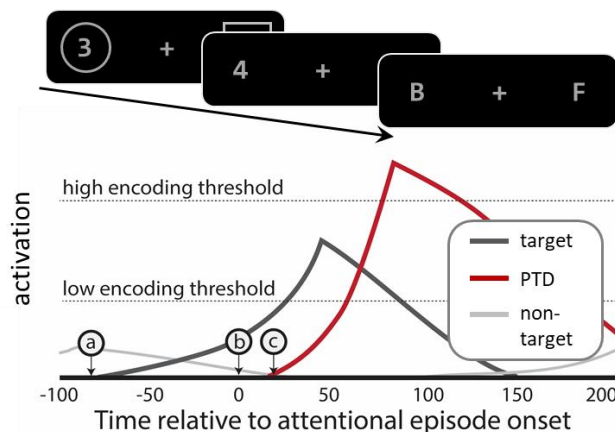 3 +
4 +
B + F
high encoding threshold
low encoding threshold
activation
target
PTD
non-
target
a
b
c
-100 -50 0 50 100 150 200
Time relative to attentional episode onset